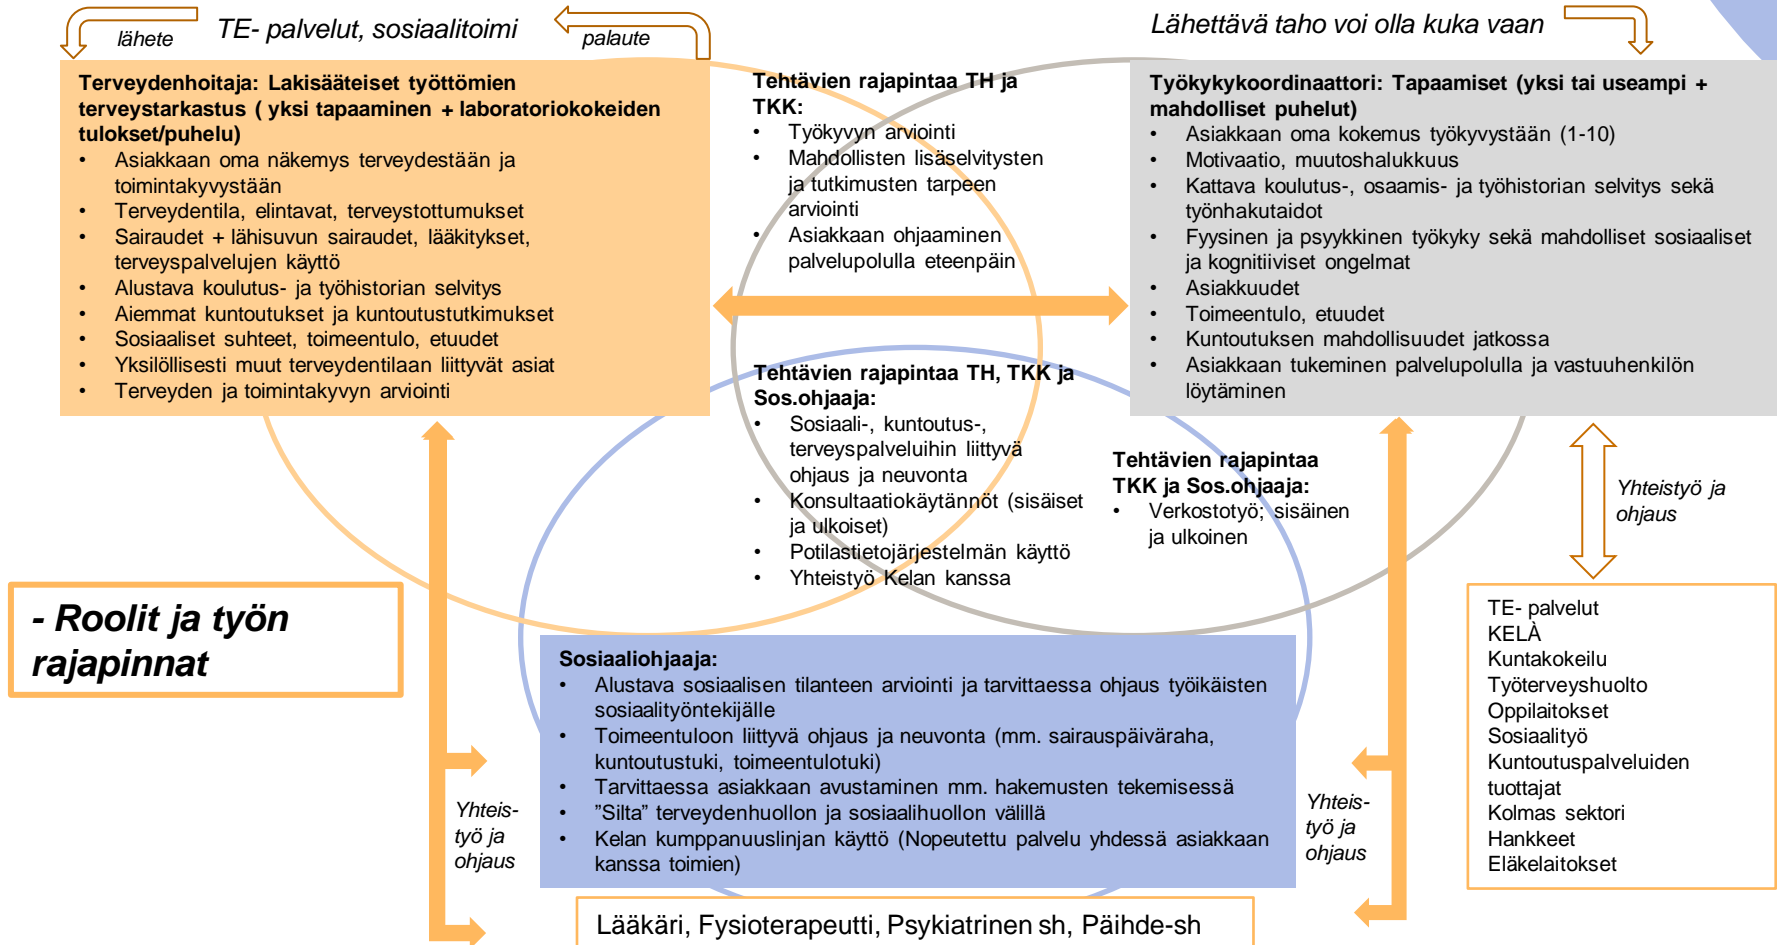 lähete
TE- palvelut, sosiaalitoimi
palaute
Lähettävä taho voi olla kuka vaan
Terveydenhoitaja: Lakisääteiset työttömien
terveystarkastus ( yksi tapaaminen + laboratoriokokeiden
tulokset/puhelu)
• Asiakkaan oma näkemys terveydestään ja
toimintakyvystään
• Terveydentila, elintavat, terveystottumukset
• Sairaudet + lähisuvun sairaudet, lääkitykset,
terveyspalvelujen käyttö
• Alustava koulutus- ja työhistorian selvitys
• Aiemmat kuntoutukset ja kuntoutustutkimukset
• Sosiaaliset suhteet, toimeentulo, etuudet
• Yksilöllisesti muut terveydentilaan liittyvät asiat
• Terveyden ja toimintakyvyn arviointi
Tehtävien rajapintaa TH ja
TKK:
• Työkyvyn arviointi
• Mahdollisten lisäselvitysten
ja tutkimusten tarpeen
arviointi
• Asiakkaan ohjaaminen
palvelupolulla eteenpäin
Työkykykoordinaattori: Tapaamiset (yksi tai useampi +
mahdolliset puhelut)
• Asiakkaan oma kokemus työkyvystään (1-10)
• Motivaatio, muutoshalukkuus
• Kattava koulutus-, osaamis- ja työhistorian selvitys sekä
työnhakutaidot
• Fyysinen ja psyykkinen työkyky sekä mahdolliset sosiaaliset
ja kognitiiviset ongelmat
• Asiakkuudet
• Toimeentulo, etuudet
• Kuntoutuksen mahdollisuudet jatkossa
• Asiakkaan tukeminen palvelupolulla ja vastuuhenkilön
löytäminen
Tehtävien rajapintaa TH, TKK ja
Sos.ohjaaja:
• Sosiaali-, kuntoutus-,
terveyspalveluihin liittyvä
ohjaus ja neuvonta
• Konsultaatiokäytännöt (sisäiset
ja ulkoiset)
• Potilastietojärjestelmän käyttö
• Yhteistyö Kelan kanssa
Tehtävien rajapintaa
TKK ja Sos.ohjaaja:
• Verkostotyö; sisäinen
ja ulkoinen
Yhteistyö ja
ohjaus
- Roolit ja työn
rajapinnat
TE- palvelut
KELÀ
Kuntakokeilu
Työterveyshuolto
Oppilaitokset
Sosiaalityö
Kuntoutuspalveluiden
tuottajat
Kolmas sektori
Hankkeet
Eläkelaitokset
Sosiaaliohjaaja:
• Alustava sosiaalisen tilanteen arviointi ja tarvittaessa ohjaus työikäisten
sosiaalityöntekijälle
• Toimeentuloon liittyvä ohjaus ja neuvonta (mm. sairauspäiväraha,
kuntoutustuki, toimeentulotuki)
• Tarvittaessa asiakkaan avustaminen mm. hakemusten tekemisessä
• ”Silta” terveydenhuollon ja sosiaalihuollon välillä
• Kelan kumppanuuslinjan käyttö (Nopeutettu palvelu yhdessä asiakkaan
kanssa toimien)
Yhteis-
työ ja
ohjaus
Yhteis-
työ ja
ohjaus
Lääkäri, Fysioterapeutti, Psykiatrinen sh, Päihde-sh